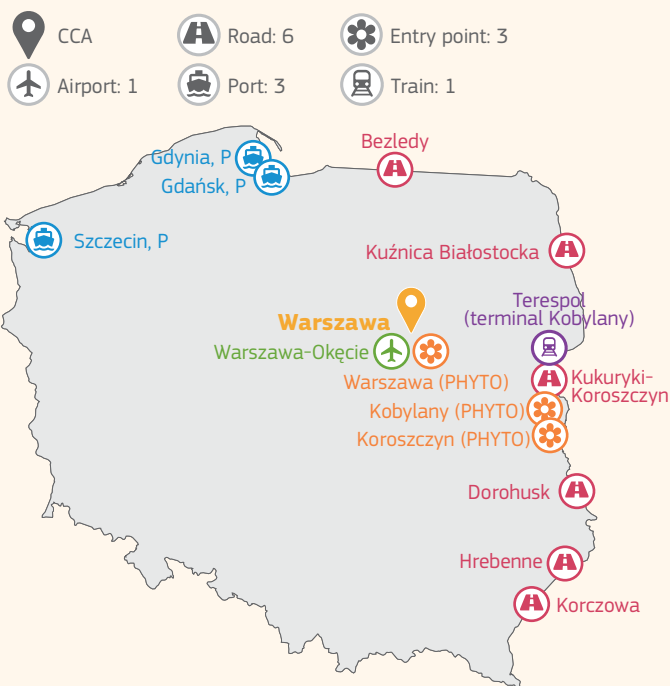 CCA
Road: 6
Entry point: 3
Airport: 1
Port: 3
Train: 1
Bezledy
Gdynia, P
Gdańsk, P
Szczecin, P
Kuźnica Białostocka
Terespol
(terminal Kobylany)
Warszawa
Warszawa-Okęcie
Warszawa (PHYTO)
Kukuryki-
Koroszczyn
Kobylany (PHYTO)
Koroszczyn (PHYTO)
Dorohusk
Hrebenne
Korczowa